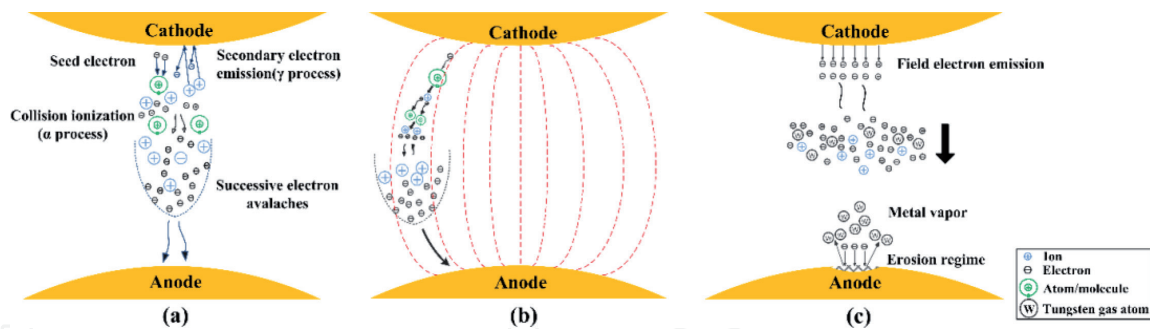 Cathode
Seed electron
Secondary electron
emission(γ process)
Collision ionization
(α process)
Successive electron
avalaches
Anode
(a)
Cathode
Anode
(b)
Cathode
Field electron emission
Metal vapor
Erosion regime
Anode
(c)
Ion
Electron
Atom/molecule
W Tungsten gas atom